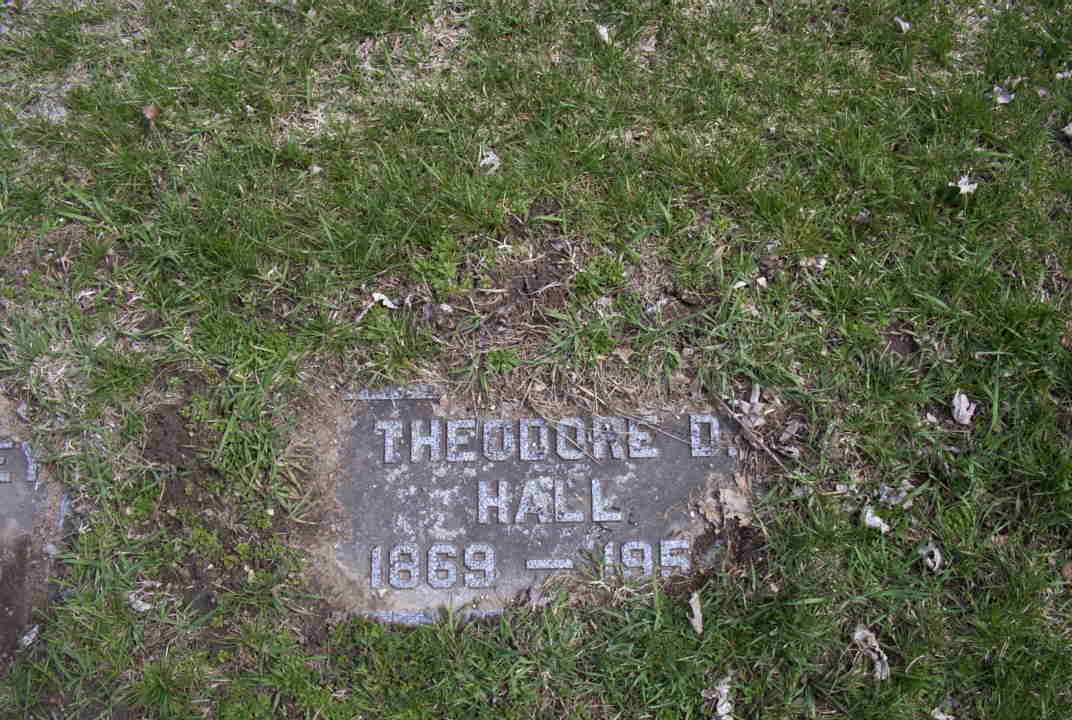 THEODORE D.
HALL
1869 – 195